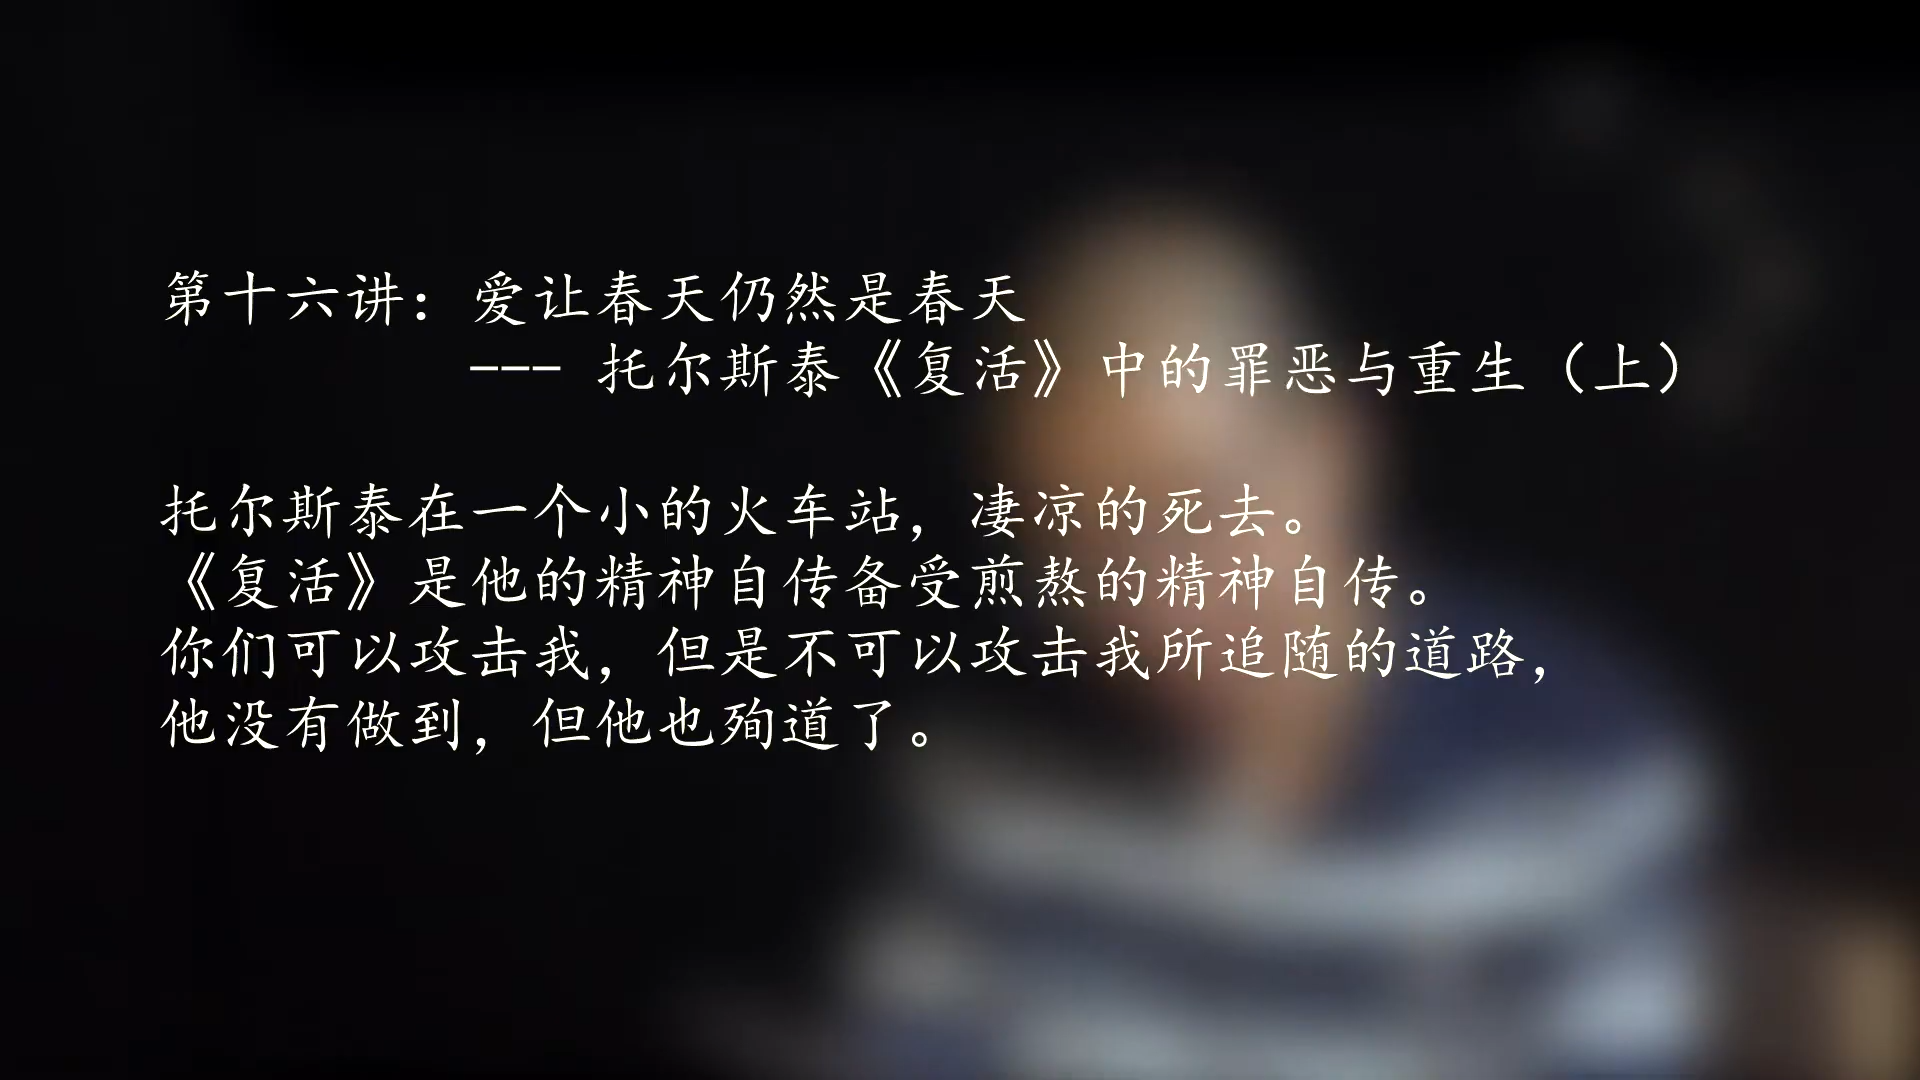 第十六讲：爱让春天仍然是春天
--- 托尔斯泰《复活》中的罪恶与重生（上）
托尔斯泰在一个小的火车站，凄凉的死去。
《复活》是他的精神自传备受煎熬的精神自传。
你们可以攻击我，但是不可以攻击我所追随的道路，
他没有做到，但他也殉道了。